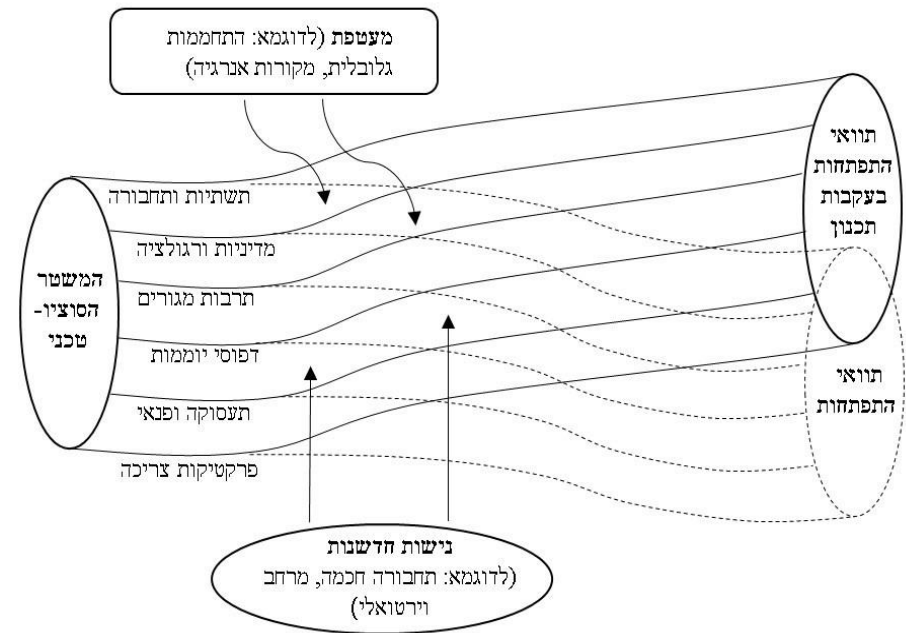 מעטפת (לדוגמא: התחממות
גלובלית, מקורות אנרגיה)
תוואי
התפתחות
בעקבות
תכנון
תשתיות ותחבורה
מדיניות ורגולציה
המשטר
הסוציו-
טכני
תרבות מגורים
דפוסי יוממות
תוואי
התפתחות
תעסוקה ופנאי
פרקטיקות צריכה
נישות חדשנות
(לדוגמא: תחבורה חכמה, מרחב
וירטואלי)